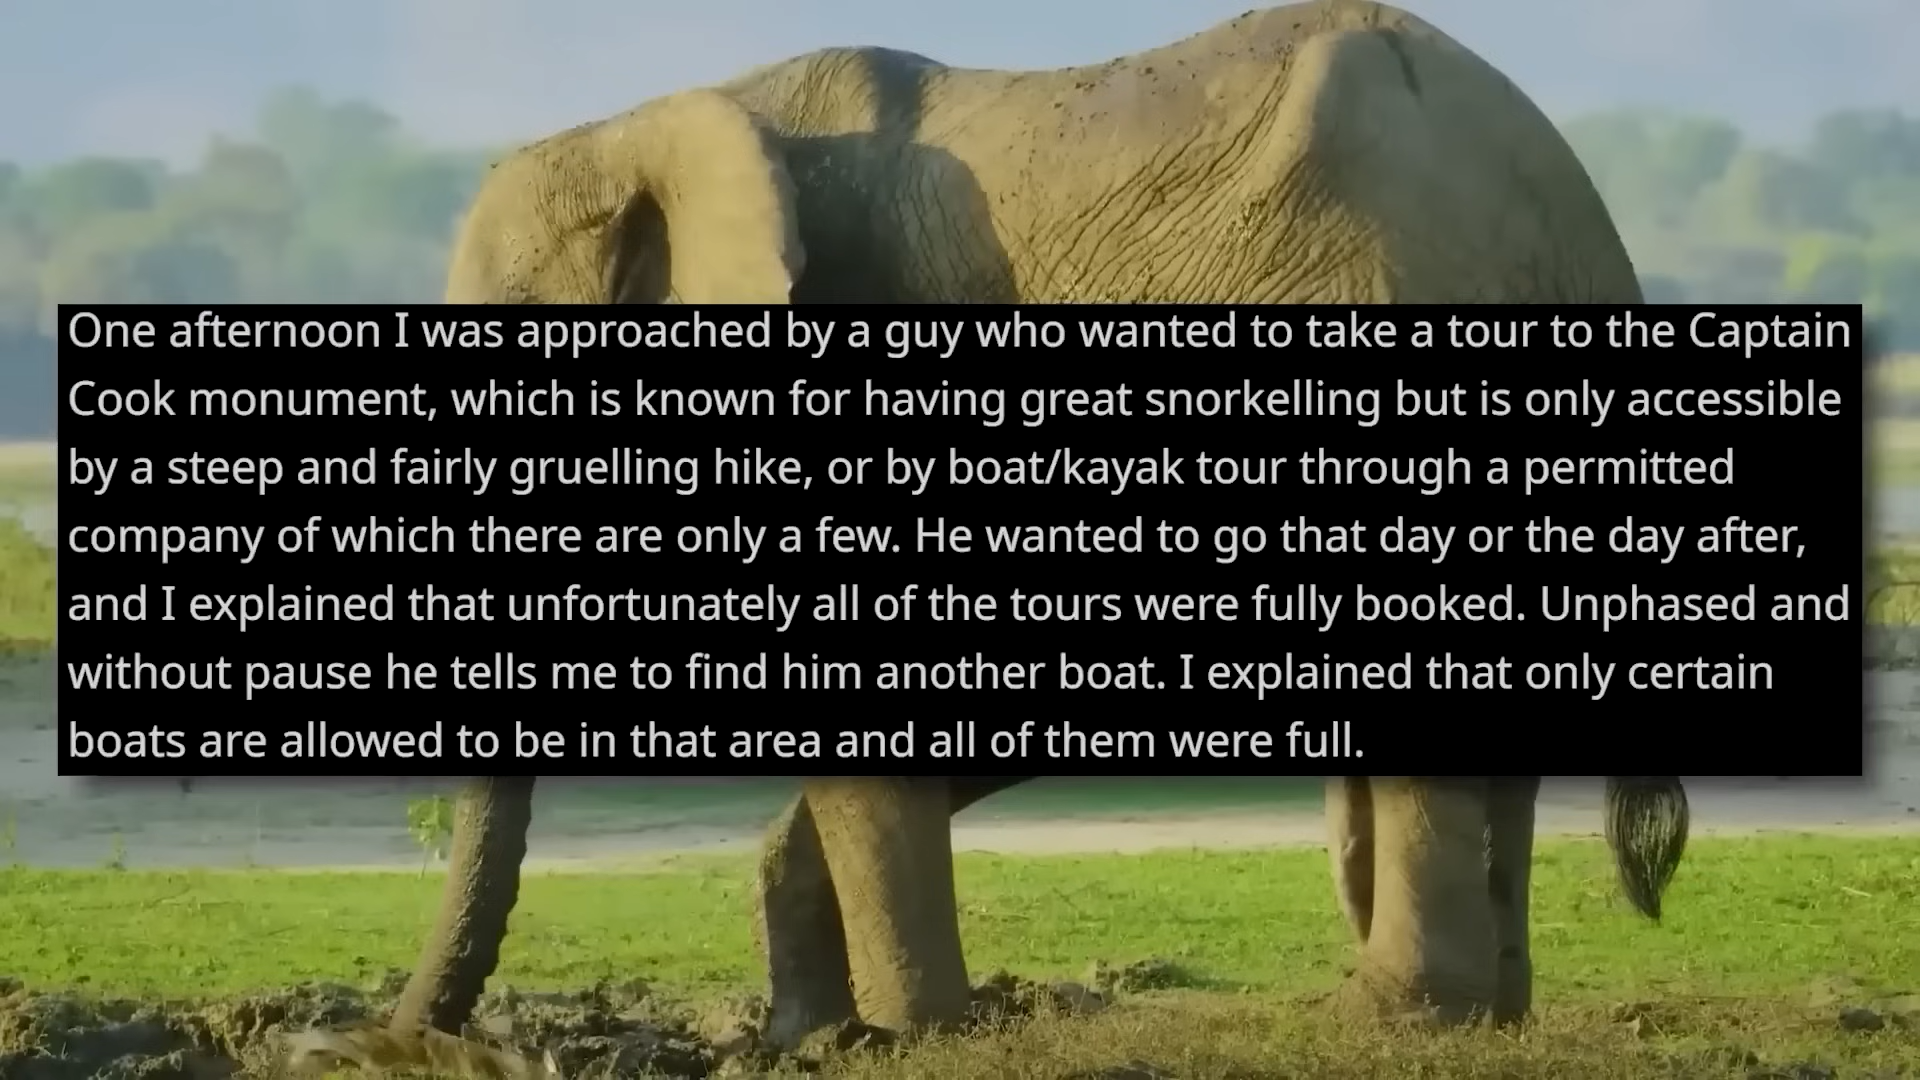 One afternoon I was approached by a guy who wanted to take a tour to the Captain
Cook monument, which is known for having great snorkelling but is only accessible
by a steep and fairly gruelling hike, or by boat/kayak tour through a permitted
company of which there are only a few. He wanted to go that day or the day after,
and I explained that unfortunately all of the tours were fully booked. Unphased and
without pause he tells me to find him another boat. I explained that only certain
boats are allowed to be in that area and all of them were full.